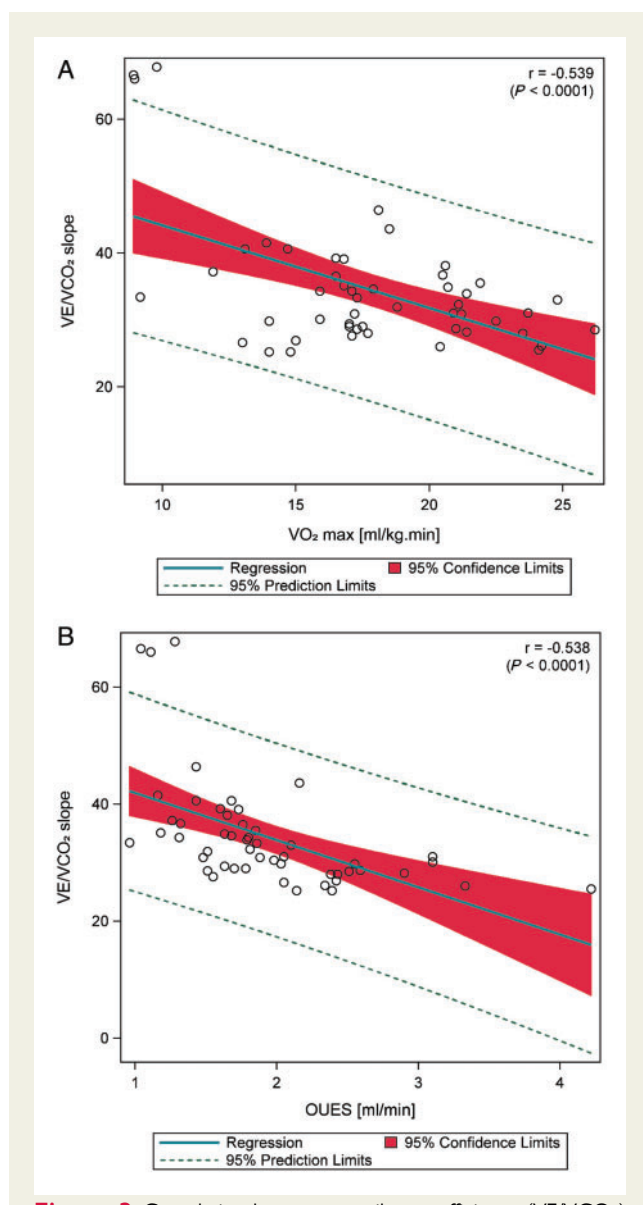 A
r = -0.539
(P < 0.0001)
60
40
20
VE/VCO₂ slope
10 15 20 25
VO₂ max [ml/kg.min]
Regression 95% Confidence Limits
95% Prediction Limits
B
r = -0.538
(P < 0.0001)
60
40
20
0
VE/VCO₂ slope
1 2 3 4
OUES [ml/min]
Regression 95% Confidence Limits
95% Prediction Limits